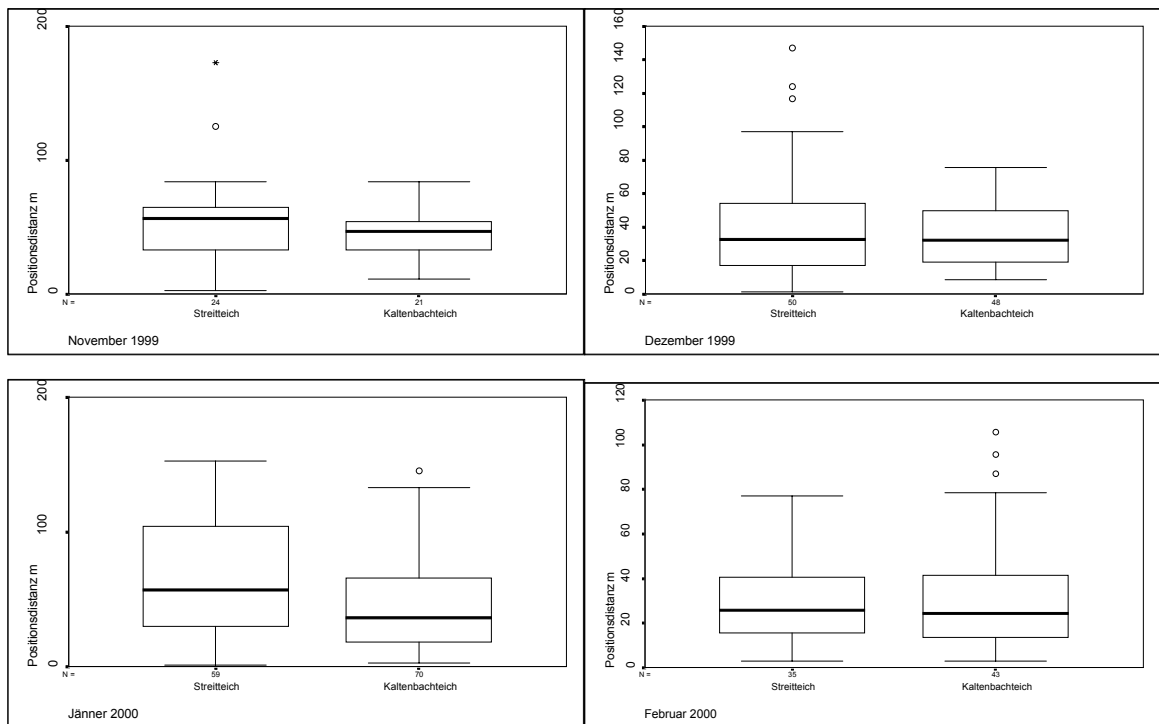 200
100
0
Positionsdistanz m
N =
24
21
Streitteich
Kaltenbachteich
November 1999
160
140
120
100
80
60
40
20
0
Positionsdistanz m
N =
50
48
Streitteich
Kaltenbachteich
Dezember 1999
200
100
0
Positionsdistanz m
N =
59
70
Streitteich
Kaltenbachteich
Jänner 2000
120
100
80
60
40
20
0
Positionsdistanz m
N =
35
43
Streitteich
Kaltenbachteich
Februar 2000